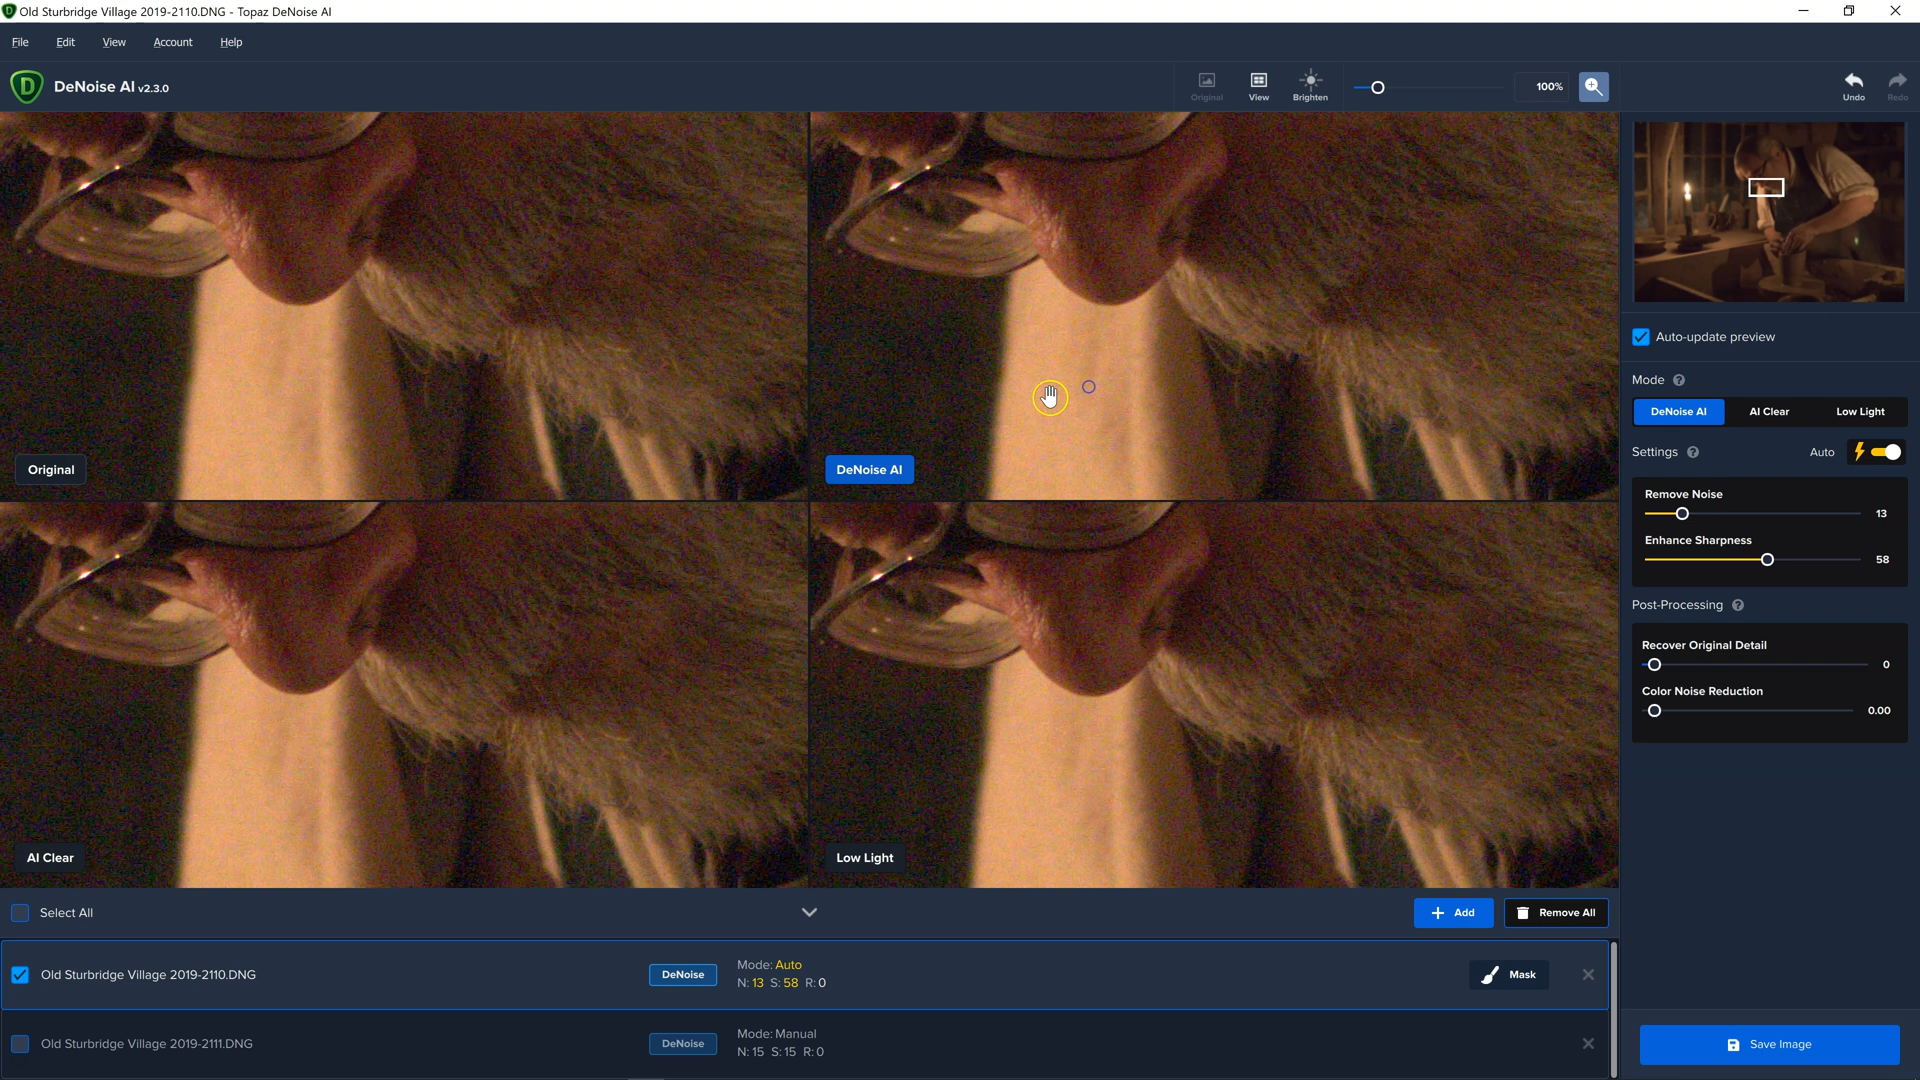 Old Sturbridge Village 2019-2110.DNG - Topaz DeNoise AI
File Edit View Account Help
DeNoise AI v2.3.0
Original View Brighten 100% Undo Redo
Auto-update preview
Mode
DeNoise AI AI Clear Low Light
Settings Auto
Remove Noise
13
Enhance Sharpness
58
Post-Processing
Recover Original Detail
0
Color Noise Reduction
0.00
Original
DeNoise AI
AI Clear
Low Light
Select All
Add
Remove All
Old Sturbridge Village 2019-2110.DNG
DeNoise
Mode: Auto
N: 13 S: 58 R: 0
Mask
Old Sturbridge Village 2019-2111.DNG
DeNoise
Mode: Manual
N: 15 S: 15 R: 0
Save Image